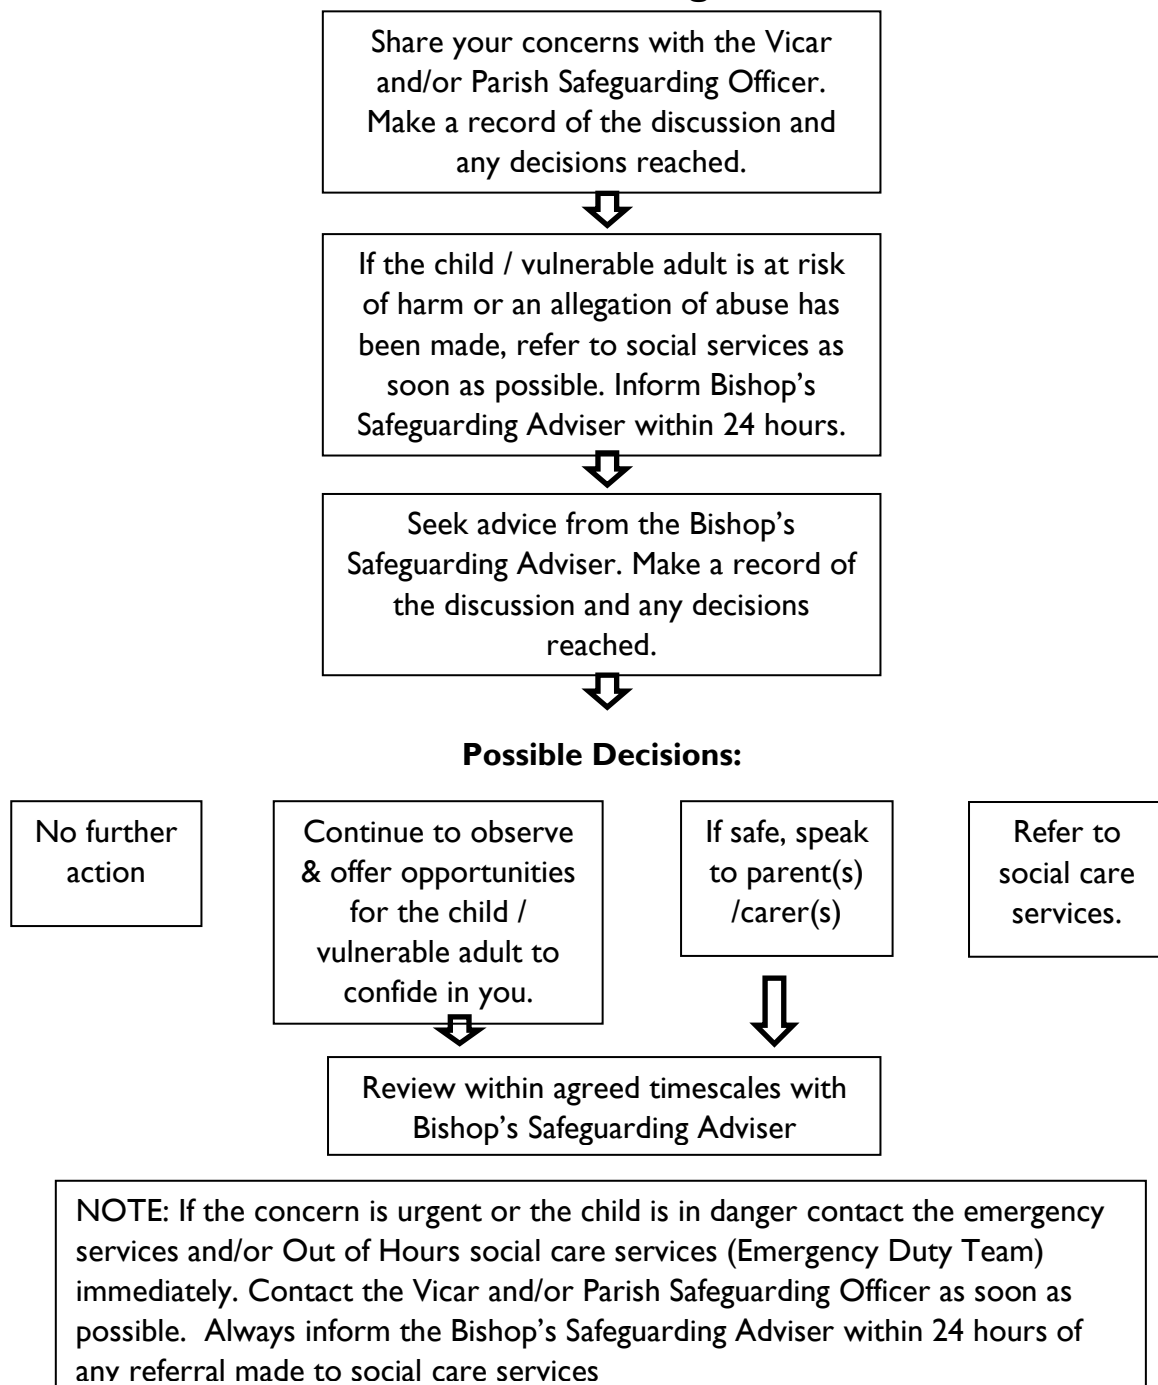 Share your concerns with the Vicar
and/or Parish Safeguarding Officer.
Make a record of the discussion and
any decisions reached.
If the child / vulnerable adult is at risk
of harm or an allegation of abuse has
been made, refer to social services as
soon as possible. Inform Bishop’s
Safeguarding Adviser within 24 hours.
Seek advice from the Bishop’s
Safeguarding Adviser. Make a record of
the discussion and any decisions
reached.
Possible Decisions:
No further
action
Continue to observe
& offer opportunities
for the child /
vulnerable adult to
confide in you.
If safe, speak
to parent(s)
/carer(s)
Refer to
social care
services.
Review within agreed timescales with
Bishop’s Safeguarding Adviser
NOTE: If the concern is urgent or the child is in danger contact the emergency
services and/or Out of Hours social care services (Emergency Duty Team)
immediately. Contact the Vicar and/or Parish Safeguarding Officer as soon as
possible.  Always inform the Bishop’s Safeguarding Adviser within 24 hours of
any referral made to social care services